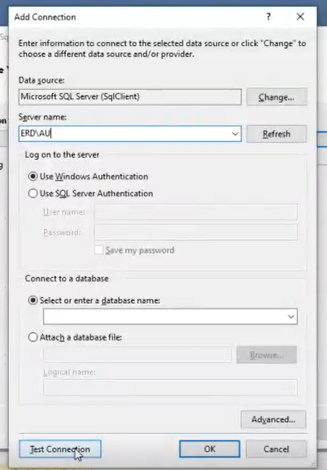 Add Connection
Enter information to connect to the selected data source or click "Change" to
choose a different data source and/or provider.
Data source:
Microsoft SQL Server (SqlClient)
Change...
Server name:
ERD\AU
Refresh
Log on to the server
Use Windows Authentication
Use SQL Server Authentication
User name:
Password:
Save my password
Connect to a database
Select or enter a database name:
Attach a database file:
Browse...
Logical name:
Advanced...
Test Connection
OK
Cancel